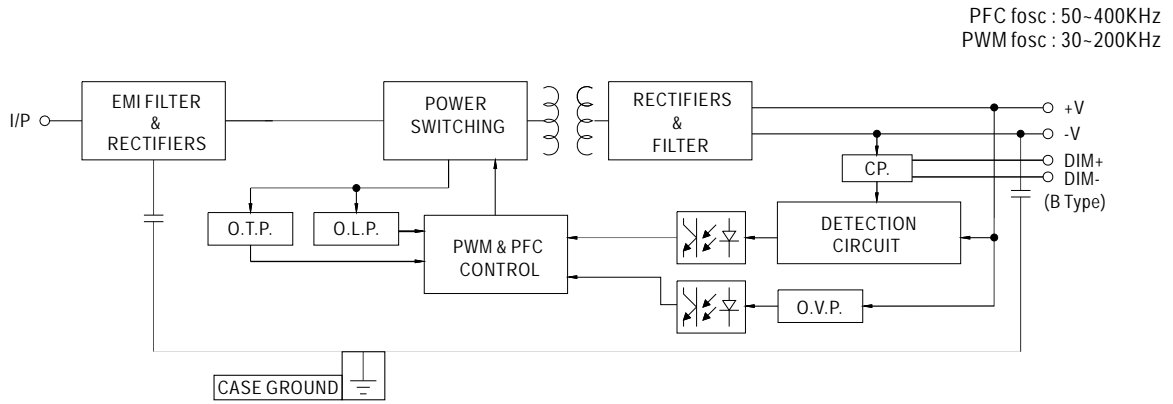 PFC fosc : 50~400KHz
PWM fosc : 30~200KHz
I/P
EMI FILTER
&
RECTIFIERS
POWER
SWITCHING
RECTIFIERS
&
FILTER
+V
-V
DIM+
DIM-
(B Type)
CP.
O.T.P.
O.L.P.
PWM & PFC
CONTROL
DETECTION
CIRCUIT
O.V.P.
CASE GROUND